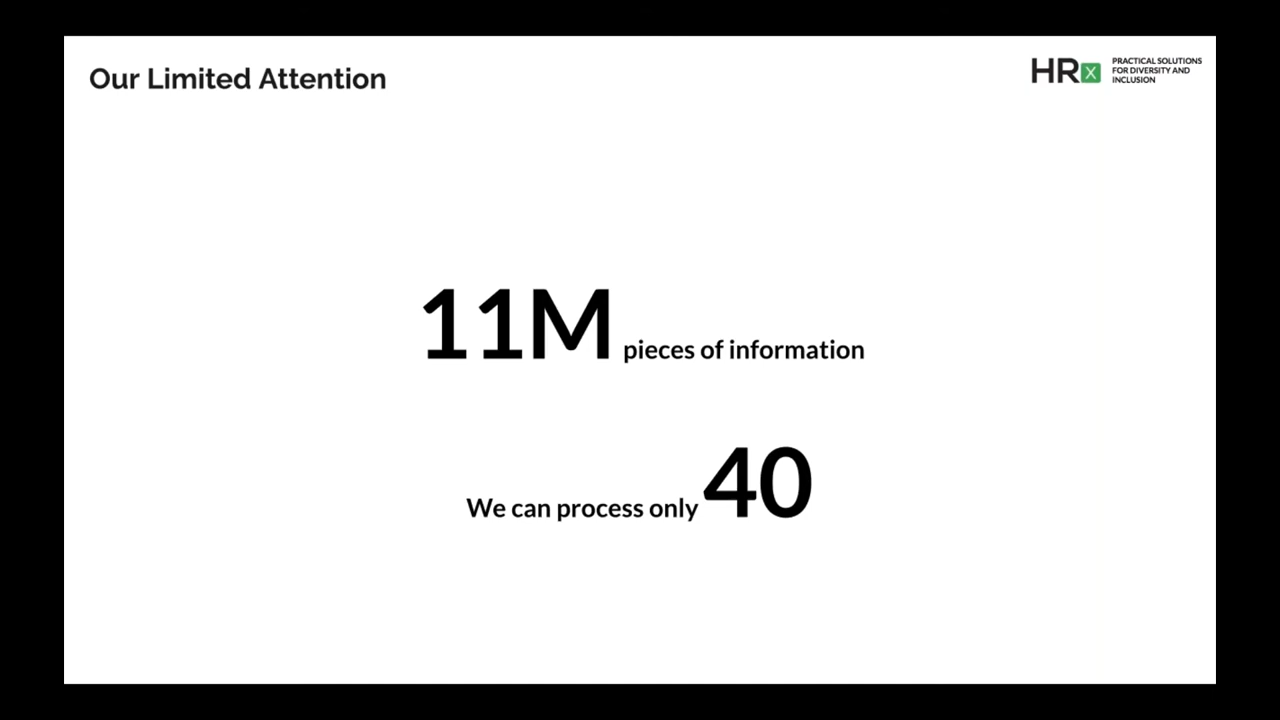 Our Limited Attention
HRx
PRACTICAL SOLUTIONS
FOR DIVERSITY AND
INCLUSION
11M pieces of information
We can process only 40